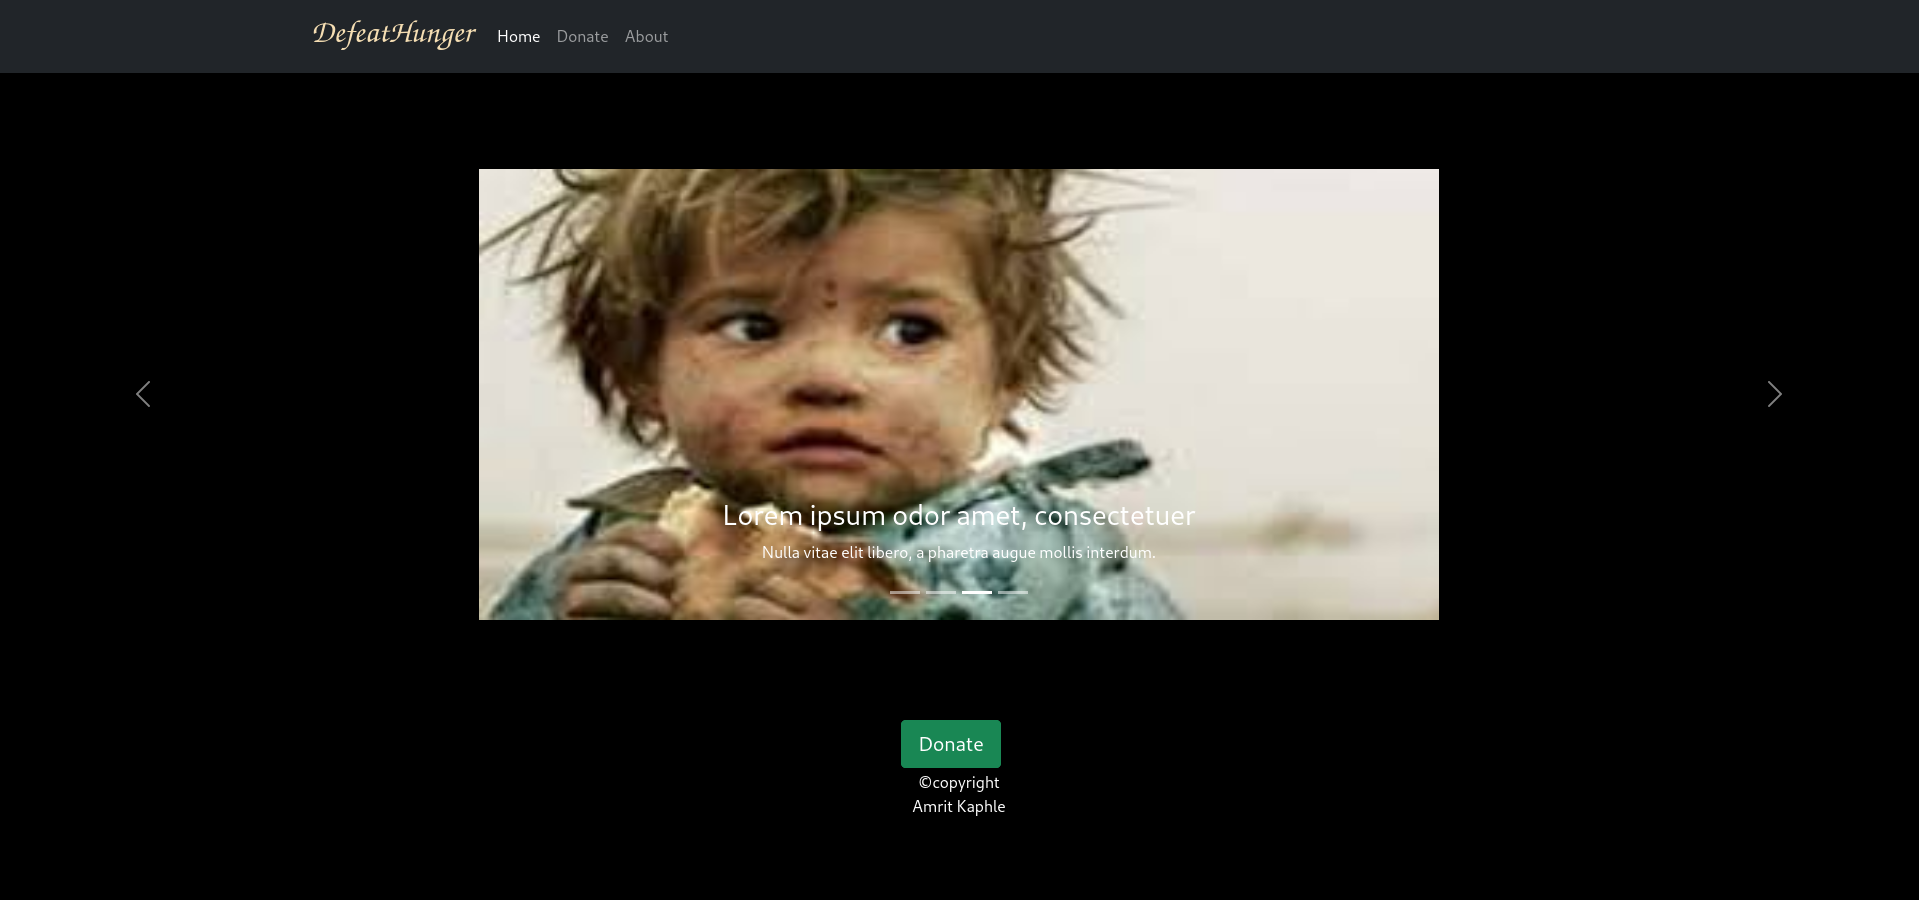 DefeatHunger Home Donate About
Lorem ipsum odor amet, consectetuer
Nulla vitae elit libero, a pharetra augue mollis interdum.
Donate
©copyright
Amrit Kaphle